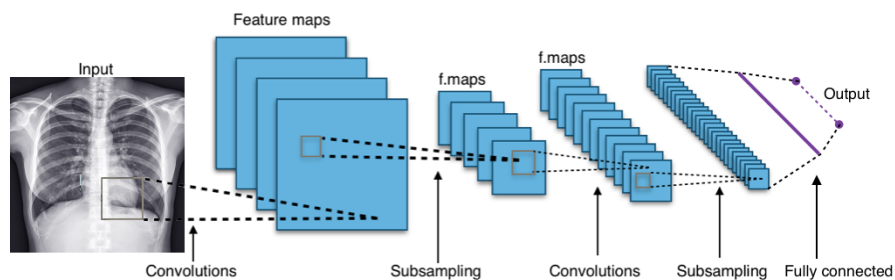 Feature maps
Input
f.maps
f.maps
Output
Convolutions
Subsampling
Convolutions
Subsampling
Fully connected